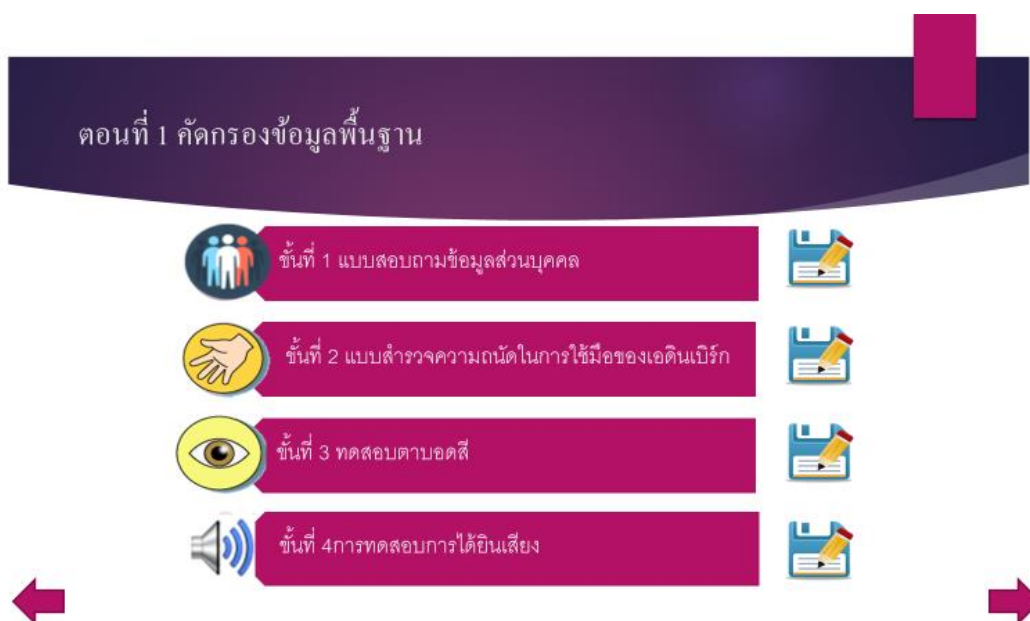 ตอนที่ 1 คัดกรองข้อมูลพื้นฐาน
ขั้นที่ 1 แบบสอบถามข้อมูลส่วนบุคคล
ขั้นที่ 2 แบบสำรวจความถนัดในการใช้มือของเอดินเบิร์ก
ขั้นที่ 3 ทดสอบตาบอดสี
ขั้นที่ 4การทดสอบการได้ยินเสียง